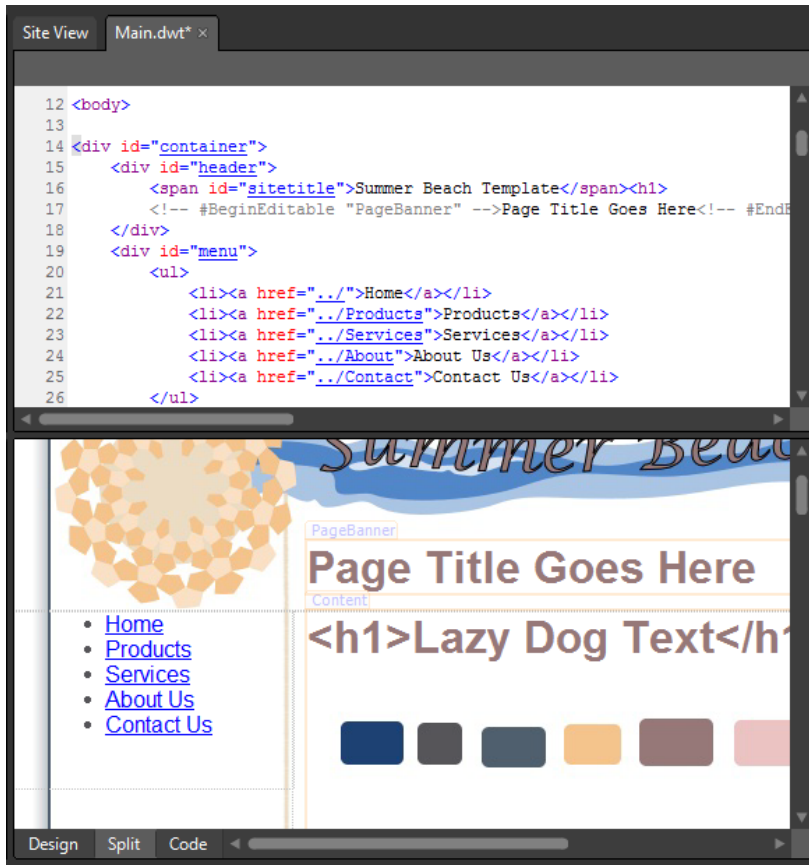 Site View Main.dwt* ×
12 <body>
13
14 <div id="container">
15 <div id="header">
16 <span id="sitetitle">Summer Beach Template</span><h1>
17 <!-- #BeginEditable "PageBanner" -->Page Title Goes Here<!-- #EndE
18 </div>
19 <div id="menu">
20 <ul>
21 <li><a href="../">Home</a></li>
22 <li><a href="../Products">Products</a></li>
23 <li><a href="../Services">Services</a></li>
24 <li><a href="../About">About Us</a></li>
25 <li><a href="../Contact">Contact Us</a></li>
26 </ul>
Summer Beac
PageBanner
Page Title Goes Here
Content
<h1>Lazy Dog Text</h1
• Home
• Products
• Services
• About Us
• Contact Us
Design Split Code